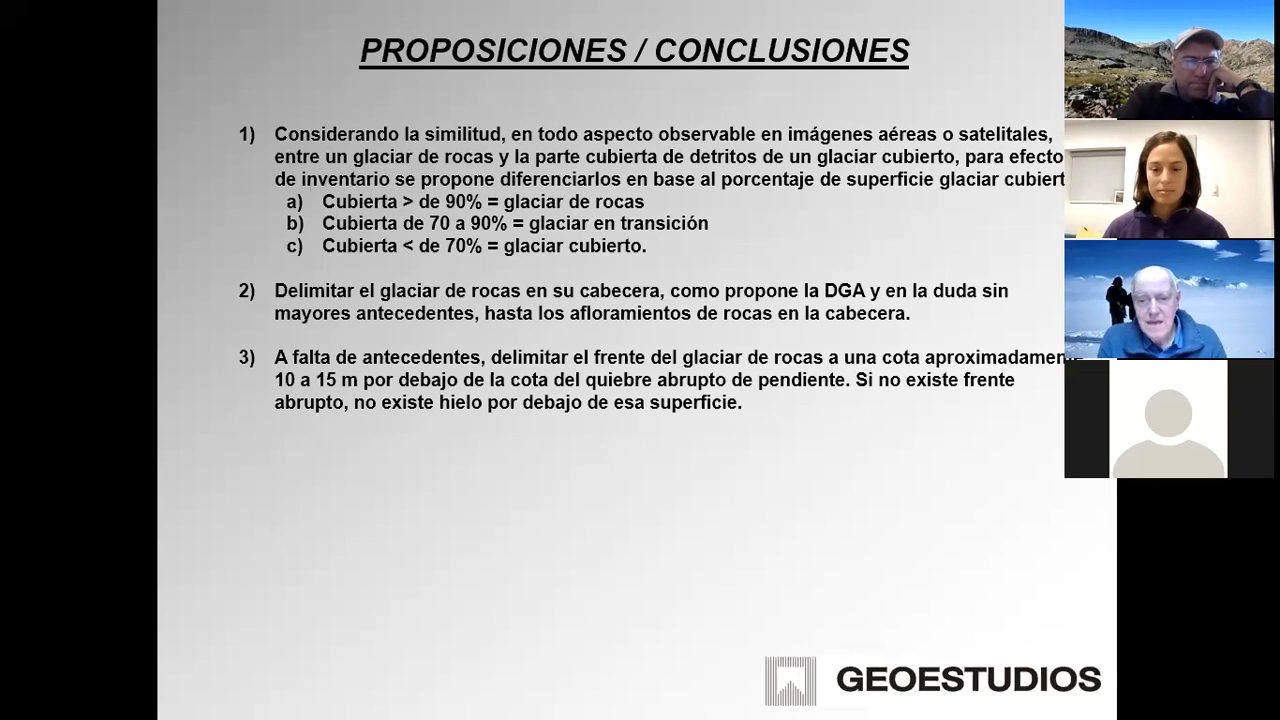 PROPOSICIONES / CONCLUSIONES
1) Considerando la similitud, en todo aspecto observable en imágenes aéreas o satelitales,
entre un glaciar de rocas y la parte cubierta de detritos de un glaciar cubierto, para efecto
de inventario se propone diferenciarlos en base al porcentaje de superficie glaciar cubiert
a) Cubierta > de 90% = glaciar de rocas
b) Cubierta de 70 a 90% = glaciar en transición
c) Cubierta < de 70% = glaciar cubierto.
2) Delimitar el glaciar de rocas en su cabecera, como propone la DGA y en la duda sin
mayores antecedentes, hasta los afloramientos de rocas en la cabecera.
3) A falta de antecedentes, delimitar el frente del glaciar de rocas a una cota aproximadamen
10 a 15 m por debajo de la cota del quiebre abrupto de pendiente. Si no existe frente
abrupto, no existe hielo por debajo de esa superficie.
GEOESTUDIOS